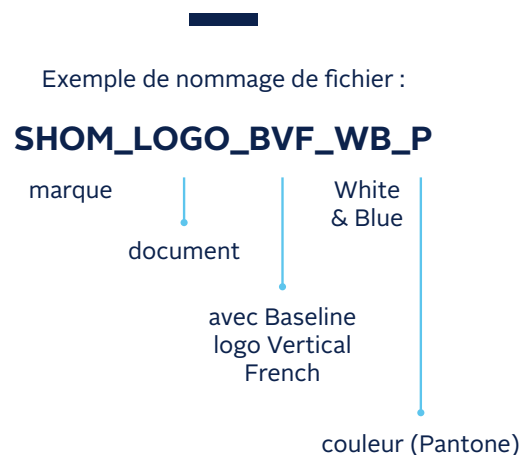 Exemple de nommage de fichier :
SHOM_LOGO_BVF_WB_P
marque
White
& Blue
document
avec Baseline
logo Vertical
French
couleur (Pantone)